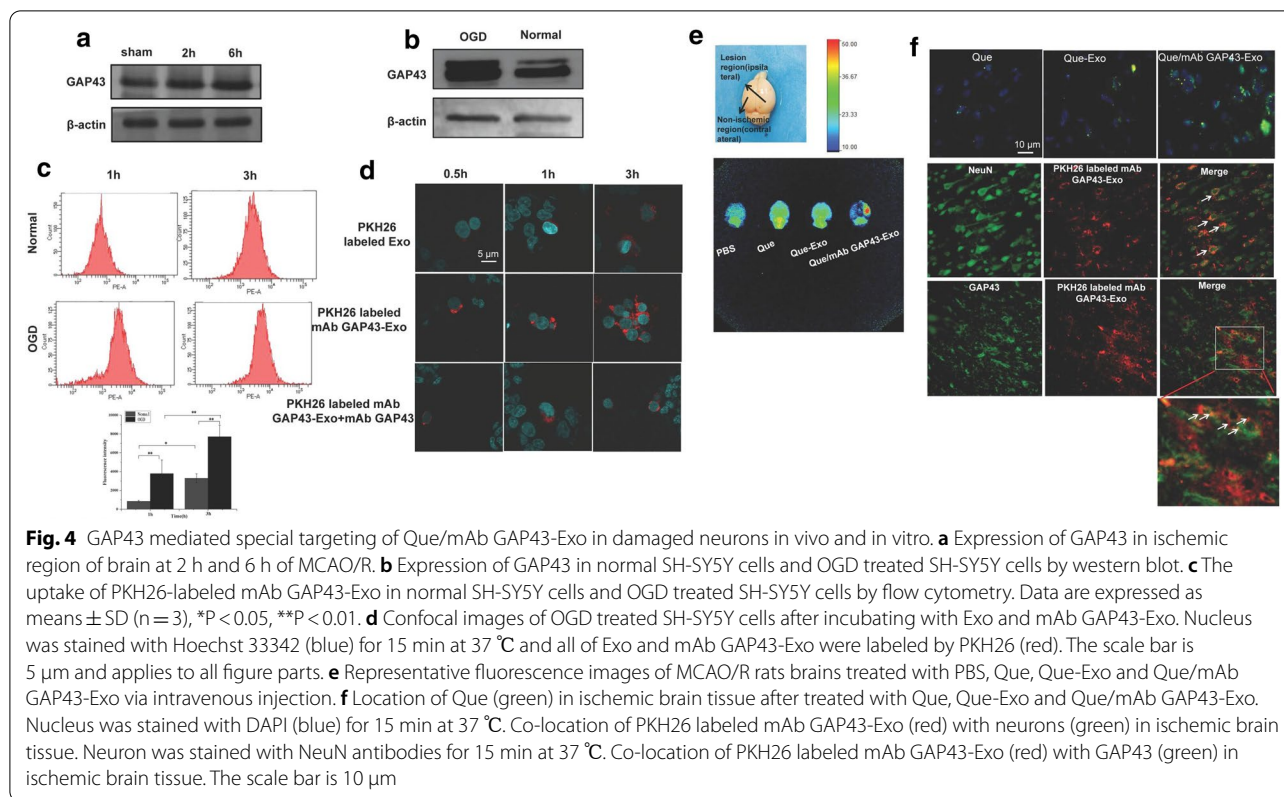 a
sham 2h 6h
GAP43
β-actin
b
OGD Normal
GAP43
β-actin
c
1h 3h
Normal
OGD
Count
PE-A
Count
PE-A
Count
PE-A
Count
PE-A
Fluorescence intensity
Time(h)
1h
d
0.5h 1h 3h
PKH26
labeled Exo
5 µm
PKH26 labeled
mAb GAP43-Exo
PKH26 labeled mAb
GAP43-Exo+mAb GAP43
e
Lesion
region(ipsila
teral)
Non-ischemic
region(contral
ateral)
50.00
36.67
23.33
10.00
PBS
Que
Que-Exo
Que/mAb GAP43-Exo
f
Que
Que-Exo
Que/mAb GAP43-Exo
10 µm
NeuN
PKH26 labeled mAb
GAP43-Exo
Merge
GAP43
PKH26 labeled mAb
GAP43-Exo
Merge
Fig. 4 GAP43 mediated special targeting of Que/mAb GAP43-Exo in damaged neurons in vivo and in vitro. a Expression of GAP43 in ischemic
region of brain at 2 h and 6 h of MCAO/R. b Expression of GAP43 in normal SH-SY5Y cells and OGD treated SH-SY5Y cells by western blot. c The
uptake of PKH26-labeled mAb GAP43-Exo in normal SH-SY5Y cells and OGD treated SH-SY5Y cells by flow cytometry. Data are expressed as
means ± SD (n = 3), *P < 0.05, **P < 0.01. d Confocal images of OGD treated SH-SY5Y cells after incubating with Exo and mAb GAP43-Exo. Nucleus
was stained with Hoechst 33342 (blue) for 15 min at 37 ℃ and all of Exo and mAb GAP43-Exo were labeled by PKH26 (red). The scale bar is
5 µm and applies to all figure parts. e Representative fluorescence images of MCAO/R rats brains treated with PBS, Que, Que-Exo and Que/mAb
GAP43-Exo via intravenous injection. f Location of Que (green) in ischemic brain tissue after treated with Que, Que-Exo and Que/mAb GAP43-Exo.
Nucleus was stained with DAPI (blue) for 15 min at 37 ℃. Co-location of PKH26 labeled mAb GAP43-Exo (red) with neurons (green) in ischemic brain
tissue. Neuron was stained with NeuN antibodies for 15 min at 37 ℃. Co-location of PKH26 labeled mAb GAP43-Exo (red) with GAP43 (green) in
ischemic brain tissue. The scale bar is 10 µm